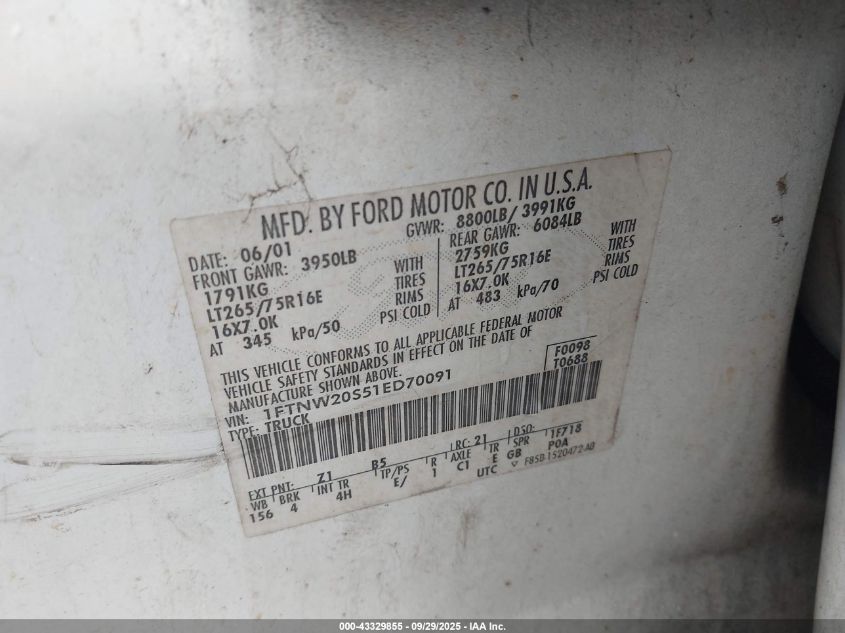 MFD. BY FORD MOTOR CO. IN U.S.A.
DATE: 06/01 GVWR: 8800LB/ 3991KG
FRONT GAWR: 3950LB REAR GAWR: 6084LB
1791KG WITH 2759KG WITH
LT265/75R16E TIRES LT265/75R16E TIRES
16X7.0K RIMS 16X7.0K RIMS
AT 345 kPa/50 PSI COLD AT 483 kPa/70 PSI COLD
THIS VEHICLE CONFORMS TO ALL APPLICABLE FEDERAL MOTOR
VEHICLE SAFETY STANDARDS IN EFFECT ON THE DATE OF
MANUFACTURE SHOWN ABOVE.
F0098
T0688
VIN: 1FTNW20S51ED70091
TYPE: TRUCK
EXT PNT: Z1 B5 RC: 21 DSO: 1F718
WB BRK INT TR TP/PS R AXLE TR SPR P0A
156 4 4H E/ 1 C1 E GB
UTC F85B-1520472-AB
000-43329855 - 09/29/2025 - IAA Inc.